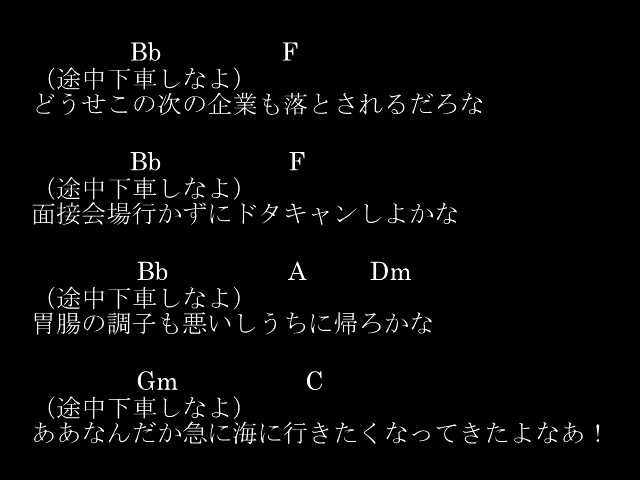 Bb F
（途中下車しなよ）
どうせこの次の企業も落とされるだろな
Bb F
（途中下車しなよ）
面接会場行かずにドタキャンしよかな
Bb A Dm
（途中下車しなよ）
胃腸の調子も悪いしうちに帰ろかな
Gm C
（途中下車しなよ）
ああなんだか急に海に行きたくなってきたよなあ！